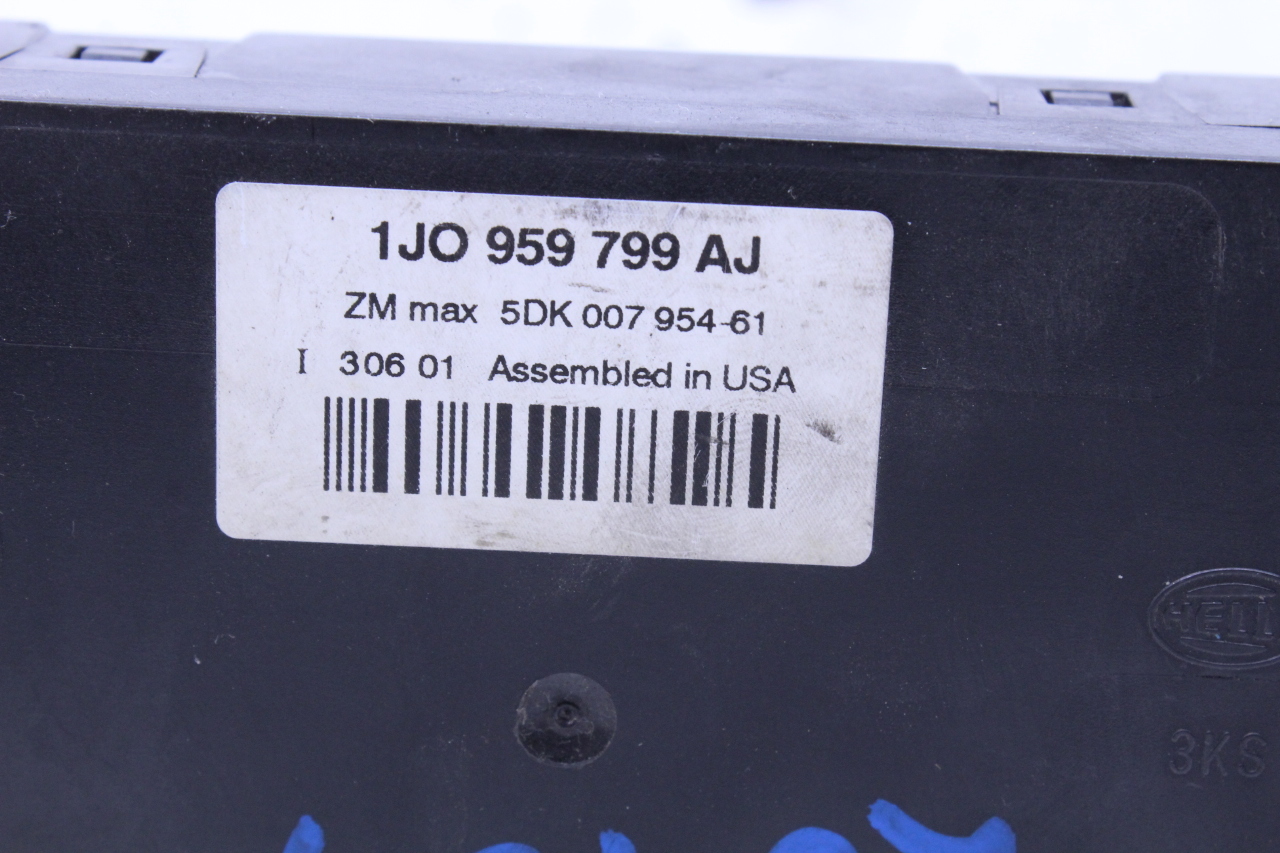 1JO 959 799 AJ
ZM max 5DK 007 954-61
I 306 01 Assembled in USA
3KS